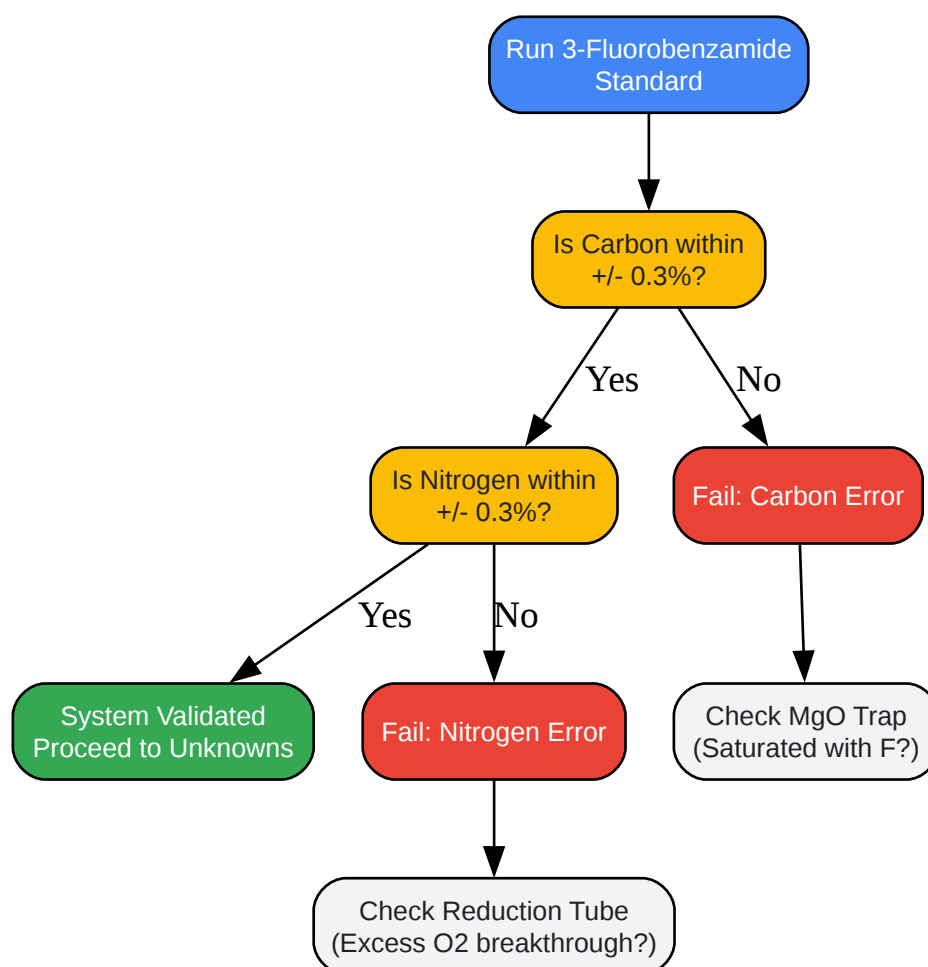 Run 3-Fluorobenzamide
Standard
Is Carbon within
+/- 0.3%?
Yes
No
Is Nitrogen within
+/- 0.3%?
Fail: Carbon Error
Yes
No
System Validated
Proceed to Unknowns
Fail: Nitrogen Error
Check MgO Trap
(Saturated with F?)
Check Reduction Tube
(Excess O2 breakthrough?)